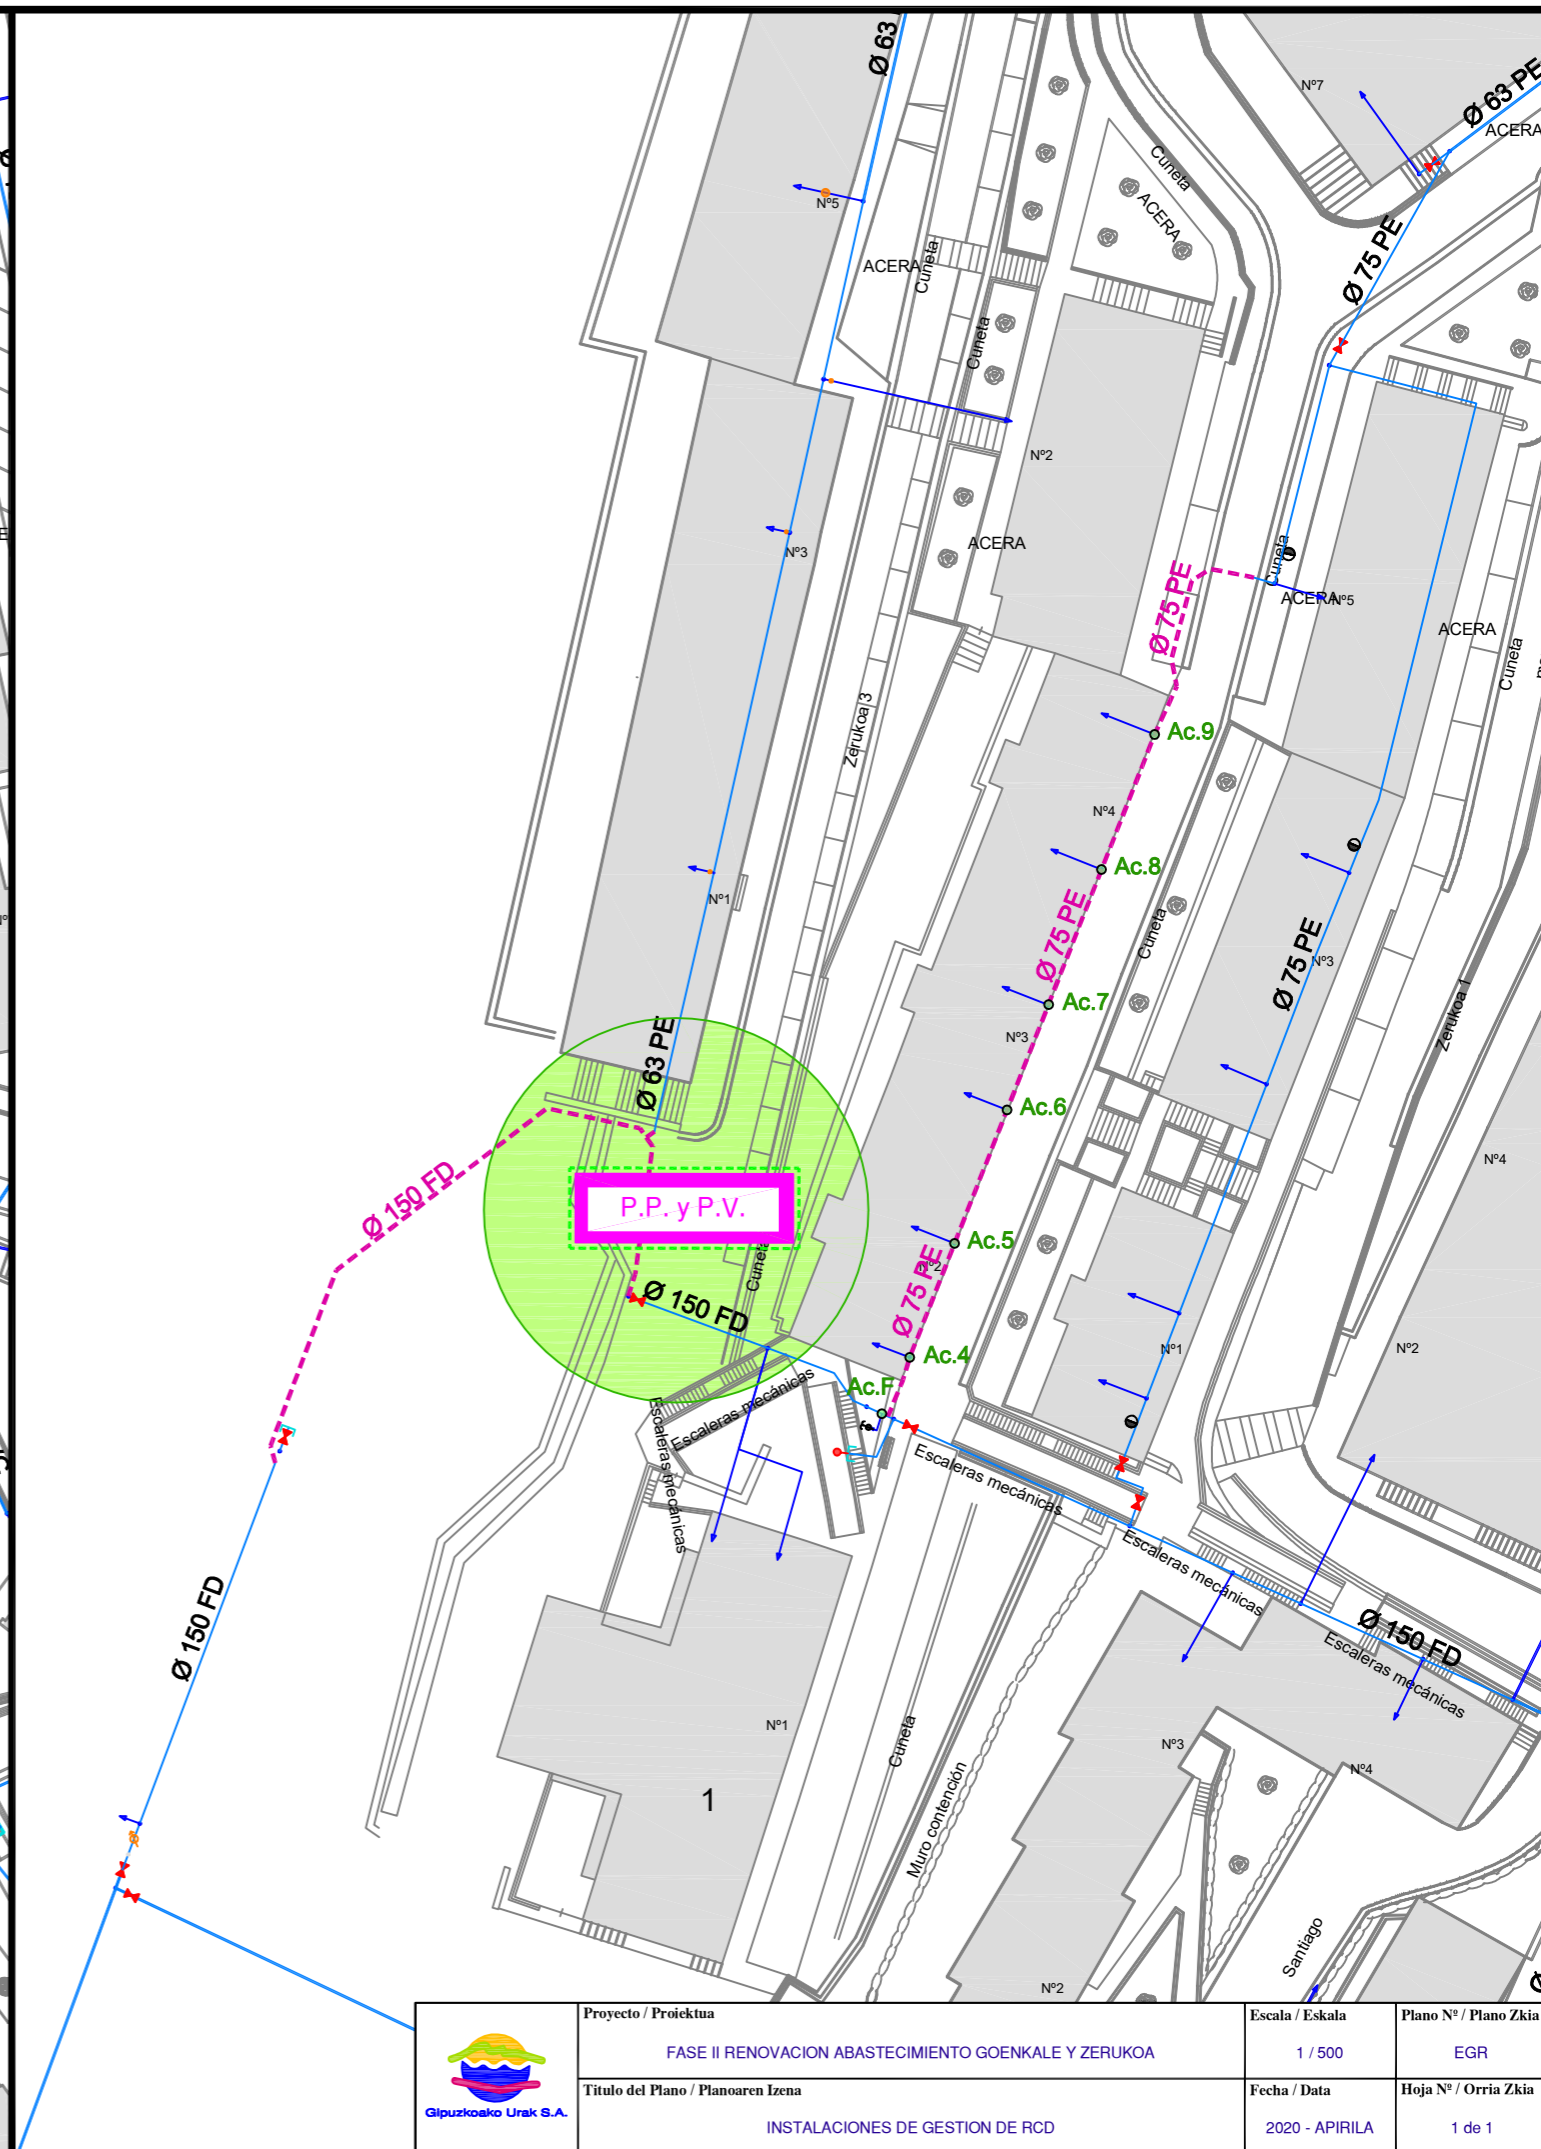 Ø 63
Nº7
Ø 63 PE
ACERA
Cuneta
ACERA
Nº5
ACERA
Cuneta
Ø 75 PE
Cuneta
Nº2
ACERA
Nº3
Cuneta
Ø 75 PE
ACERA
Nº5
ACERA
Cuneta
Zerukoa 3
Ac.9
Nº4
Ac.8
Nº1
Cuneta
Ø 75 PE
Nº3
Ø 75 PE
Ac.7
Zerukoa 1
Nº3
Ø 63 PE
Ac.6
Nº4
Ø 150 FD
P.P. y P.V.
Ac.5
Nº2
Cuneta
Ø 75 PE
Ø 150 FD
Nº1
Nº2
Ac.4
Ac.F
Escaleras mecánicas
Escaleras mecánicas
Escaleras mecánicas
Escaleras mecánicas
Ø 150 FD
Ø 150 FD
Escaleras mecánicas
Nº1
Cuneta
Nº3
Nº4
1
Muro contención
Santiago
Nº2
Proyecto / Proiektua
FASE II RENOVACION ABASTECIMIENTO GOENKALE Y ZERUKOA
Escala / Eskala
1 / 500
Plano Nº / Plano Zkia
EGR
Gipuzkoako Urak S.A.
Titulo del Plano / Planoaren Izena
INSTALACIONES DE GESTION DE RCD
Fecha / Data
2020 - APIRILA
Hoja Nº / Orria Zkia
1 de 1